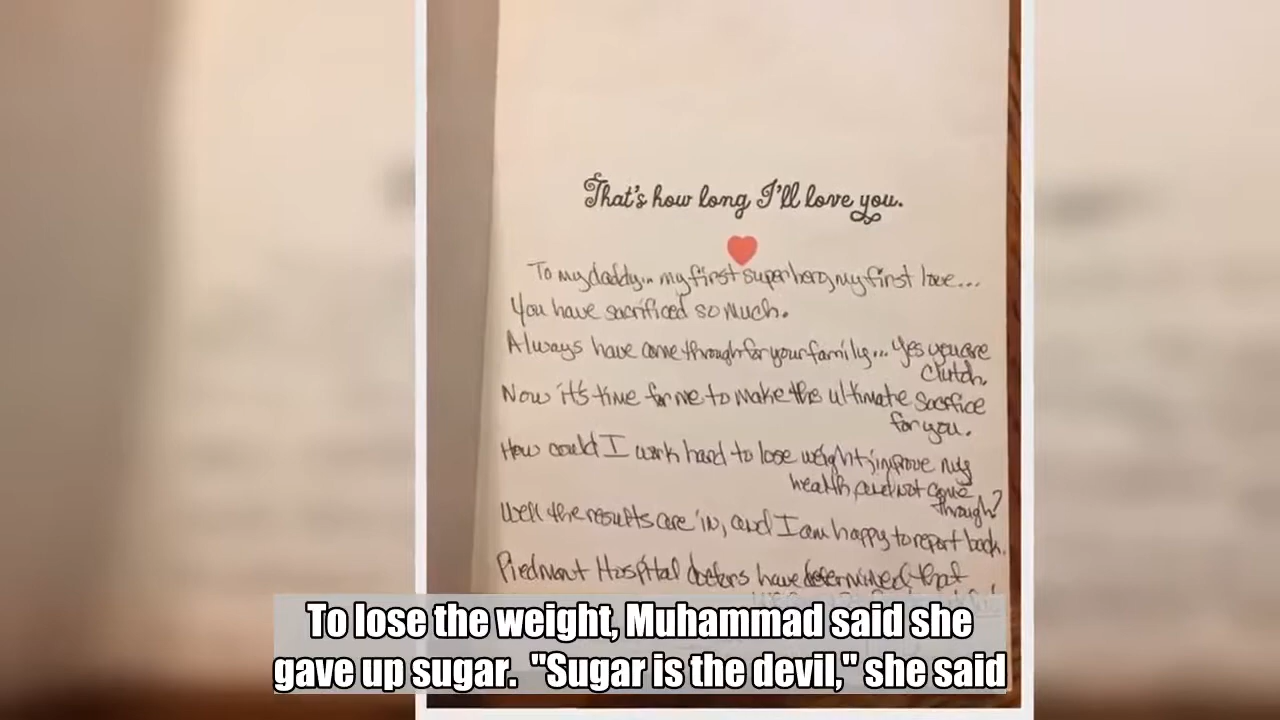 That's how long I'll love you.
To my daddy... my first superhero, my first love...
You have sacrificed so much.
Always have come through for your family... Yes you are
clutch.
Now it's time for me to make the ultimate sacrifice
for you.
How could I work hard to lose weight, improve my
health, and not come
through?
Well the results are in, and I am happy to report back.
Piedmont Hospital doctors have determined that
To lose the weight, Muhammad said she
gave up sugar. "Sugar is the devil," she said